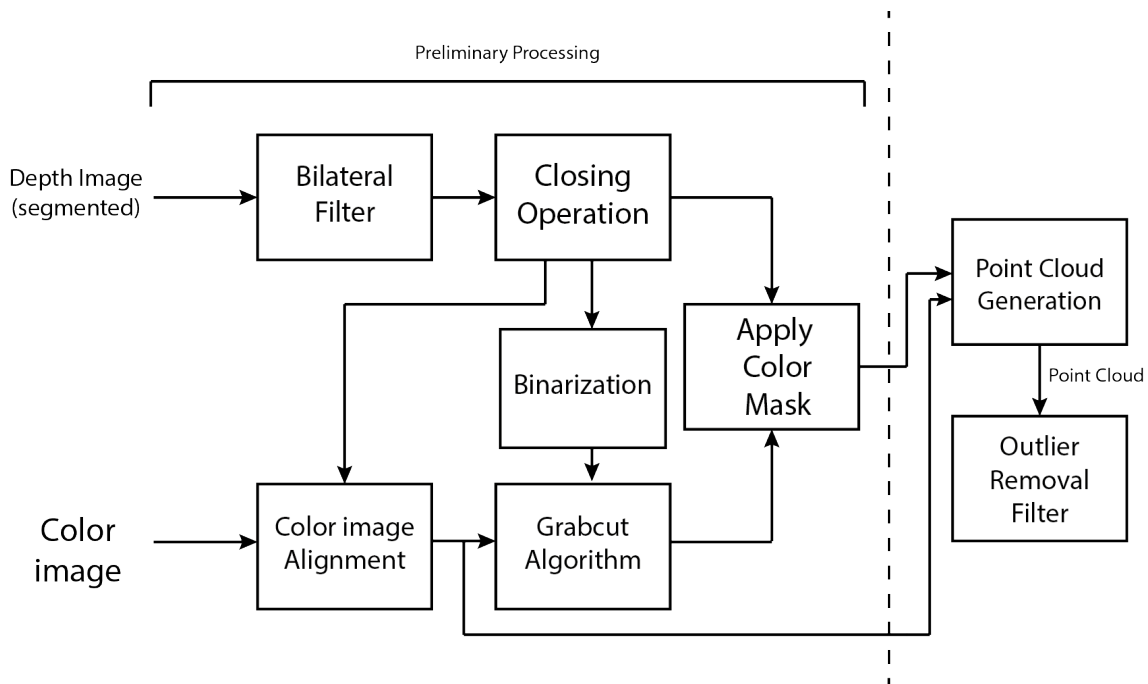 Preliminary Processing
Depth Image
(segmented)
Bilateral
Filter
Closing
Operation
Point Cloud
Generation
Apply
Color
Mask
Binarization
Point Cloud
Outlier
Removal
Filter
Color
image
Color image
Alignment
Grabcut
Algorithm